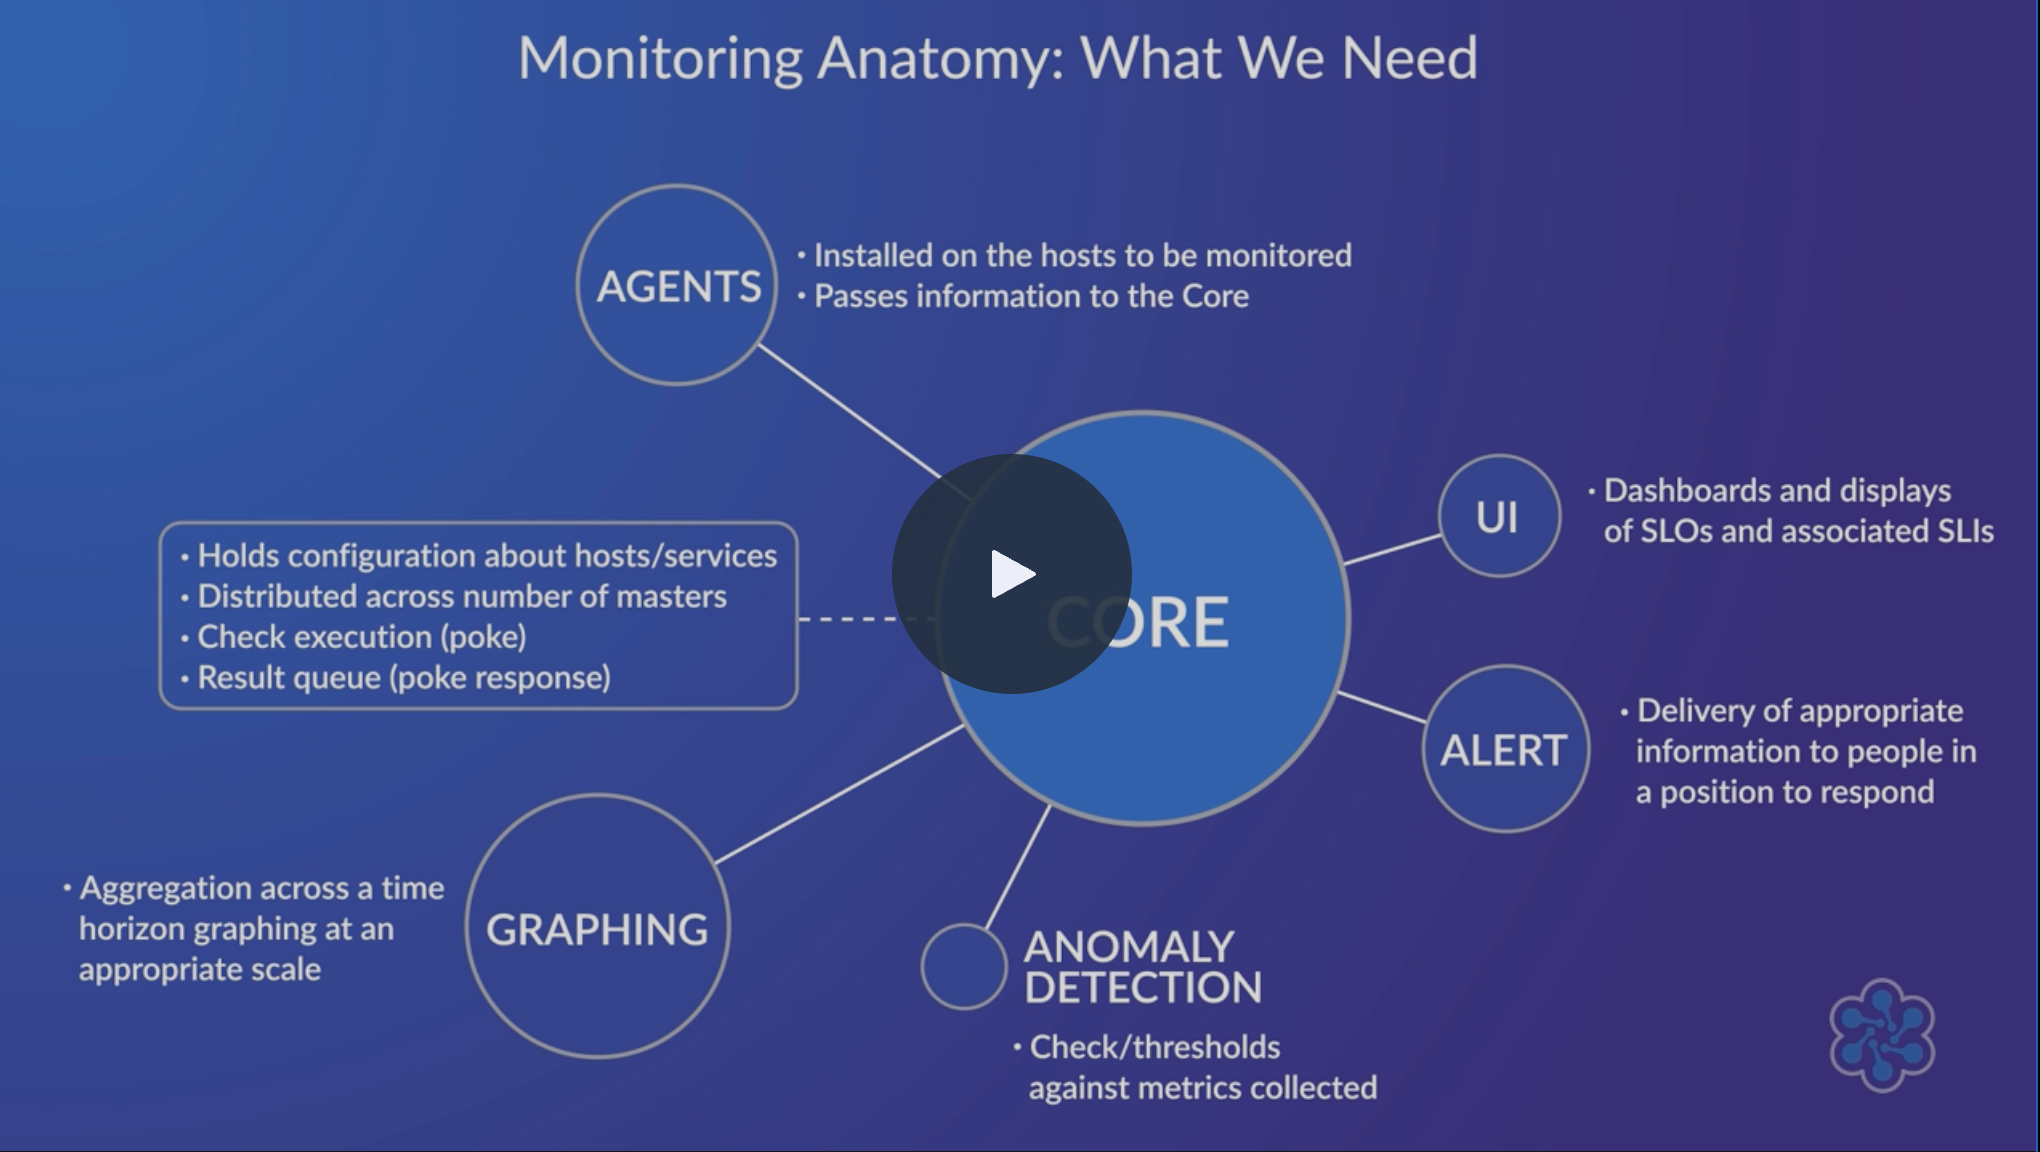 Monitoring Anatomy: What We Need
AGENTS
• Installed on the hosts to be monitored
• Passes information to the Core
UI
• Dashboards and displays
of SLOs and associated SLIs
• Holds configuration about hosts/services
• Distributed across number of masters
• Check execution (poke)
• Result queue (poke response)
CORE
ALERT
• Delivery of appropriate
information to people in
a position to respond
GRAPHING
• Aggregation across a time
horizon graphing at an
appropriate scale
ANOMALY
DETECTION
• Check/thresholds
against metrics collected